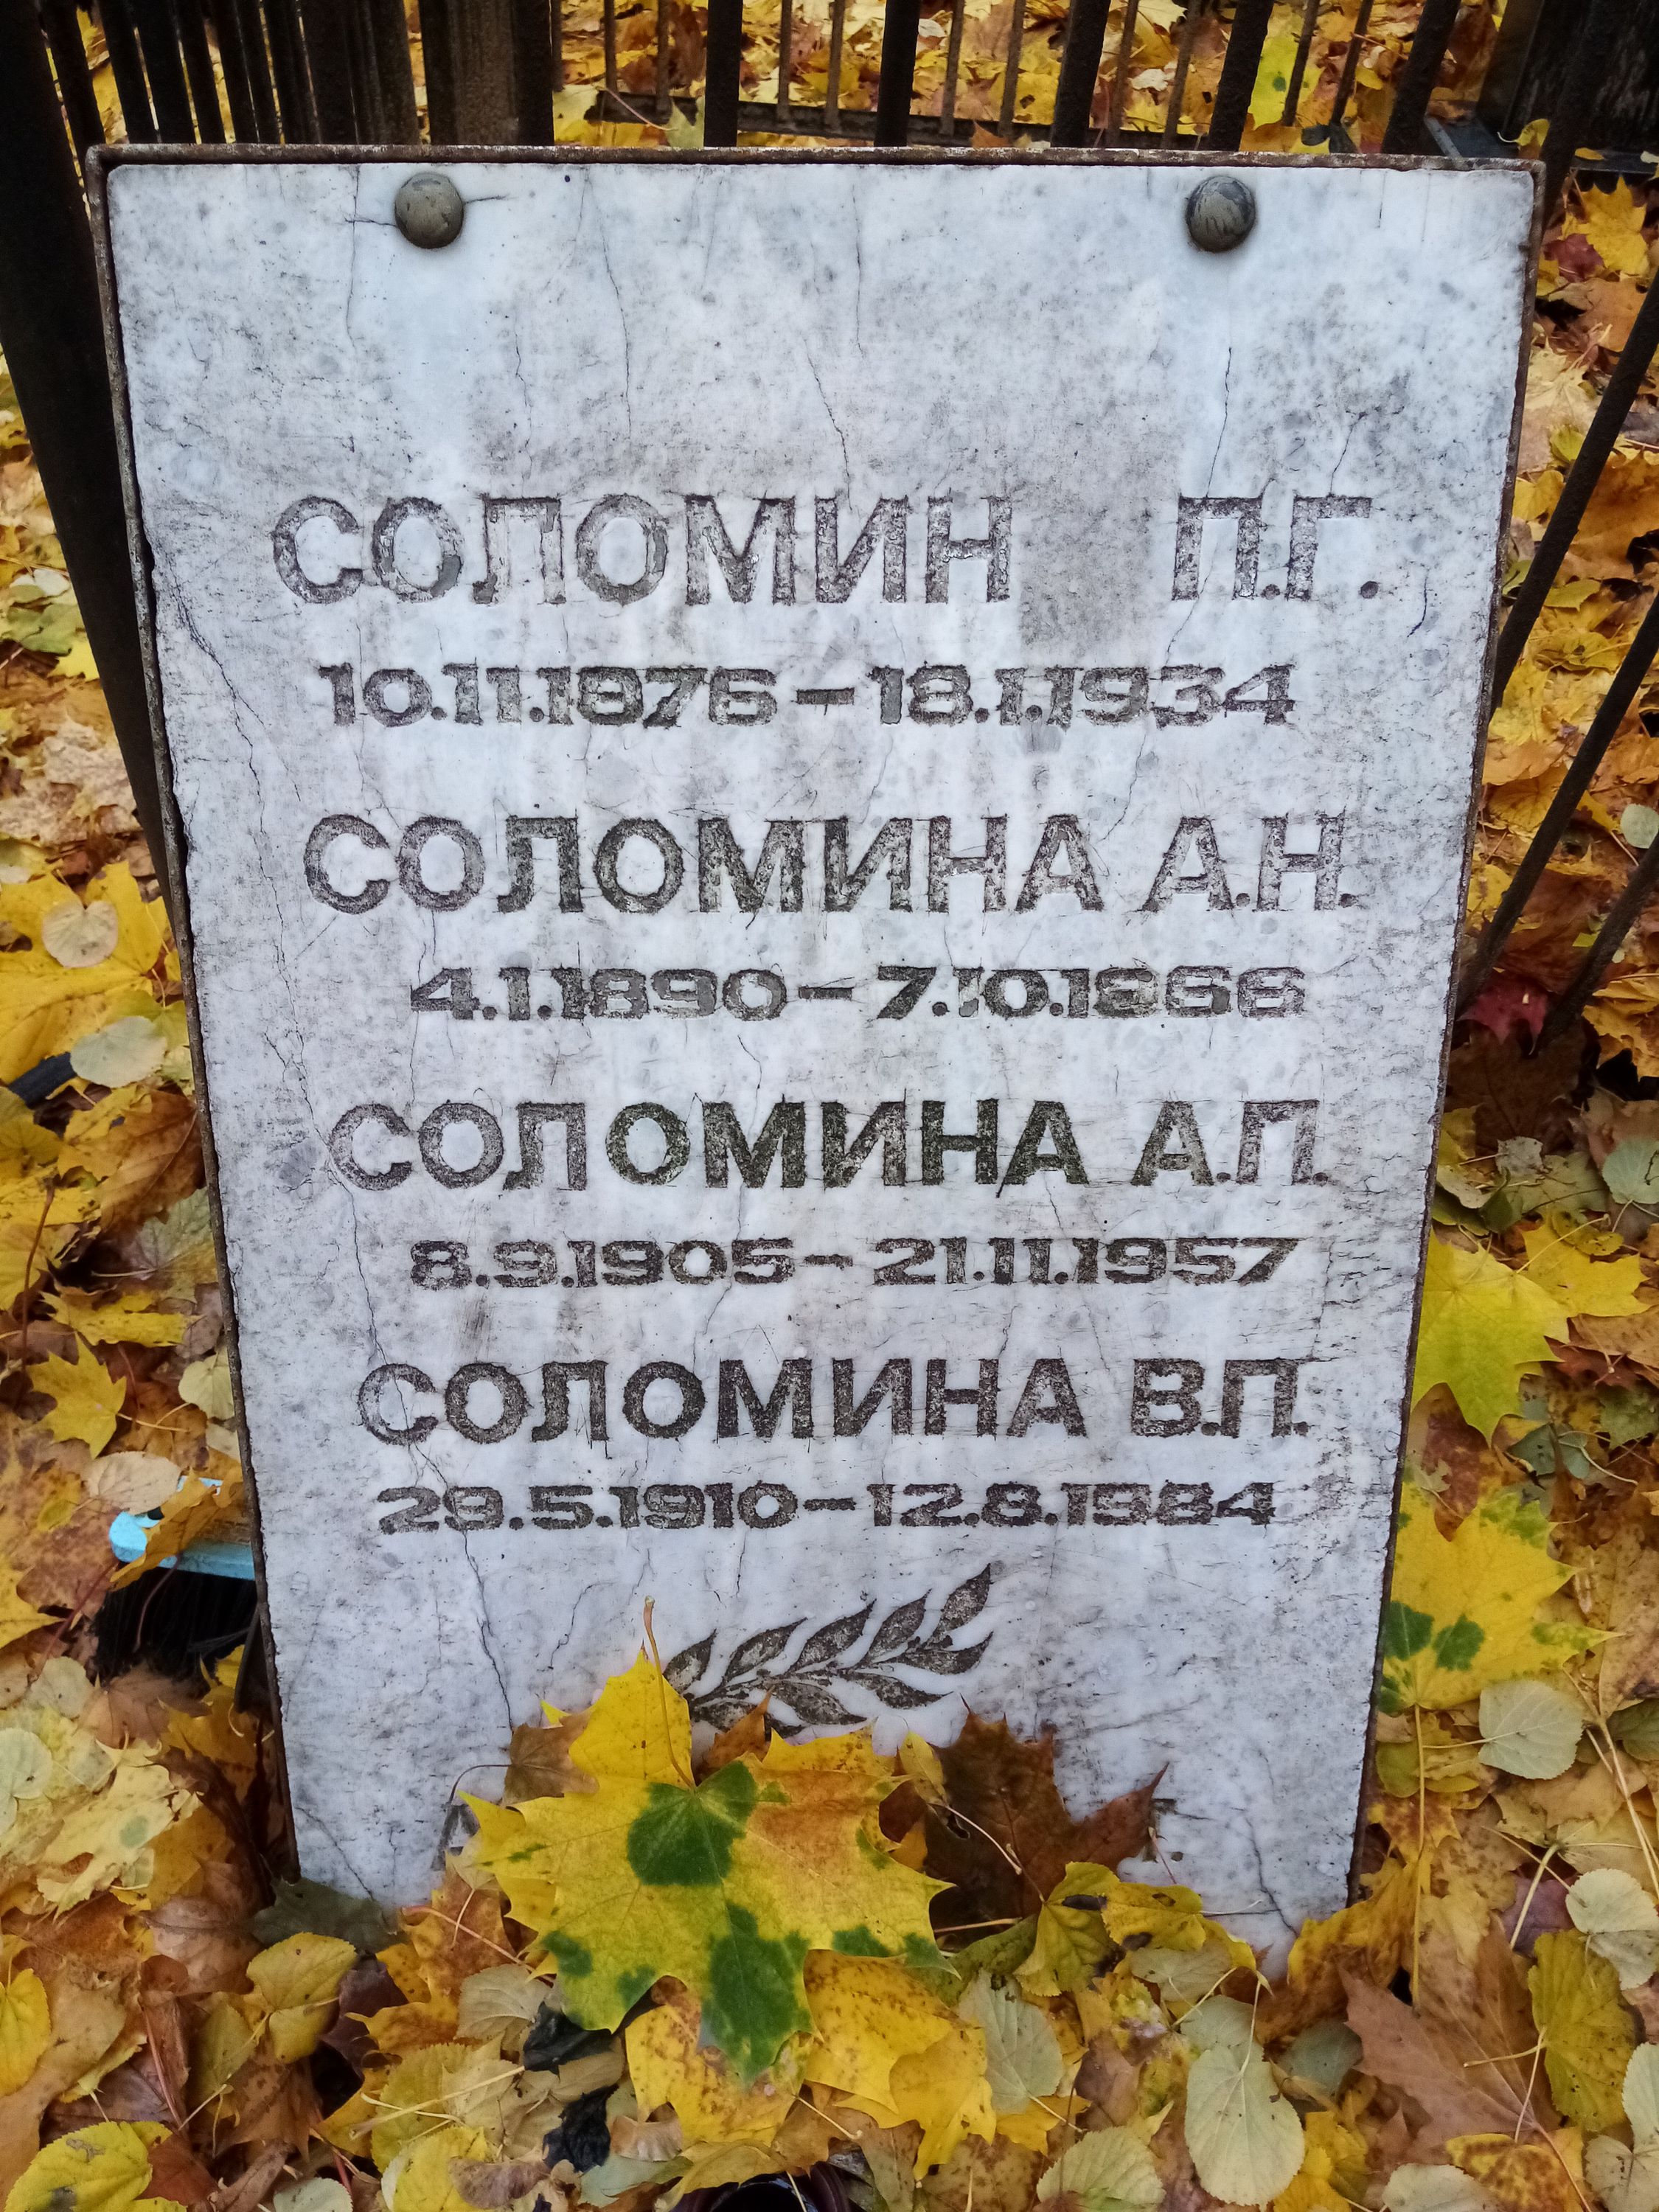 СОЛОМИН П.Г.
10.11.1876-18.1.1934
СОЛОМИНА А.Н.
4.1.1890-7.10.1966
СОЛОМИНА А.П.
8.9.1905-21.11.1957
СОЛОМИНА В.П.
29.5.1910-12.8.1984